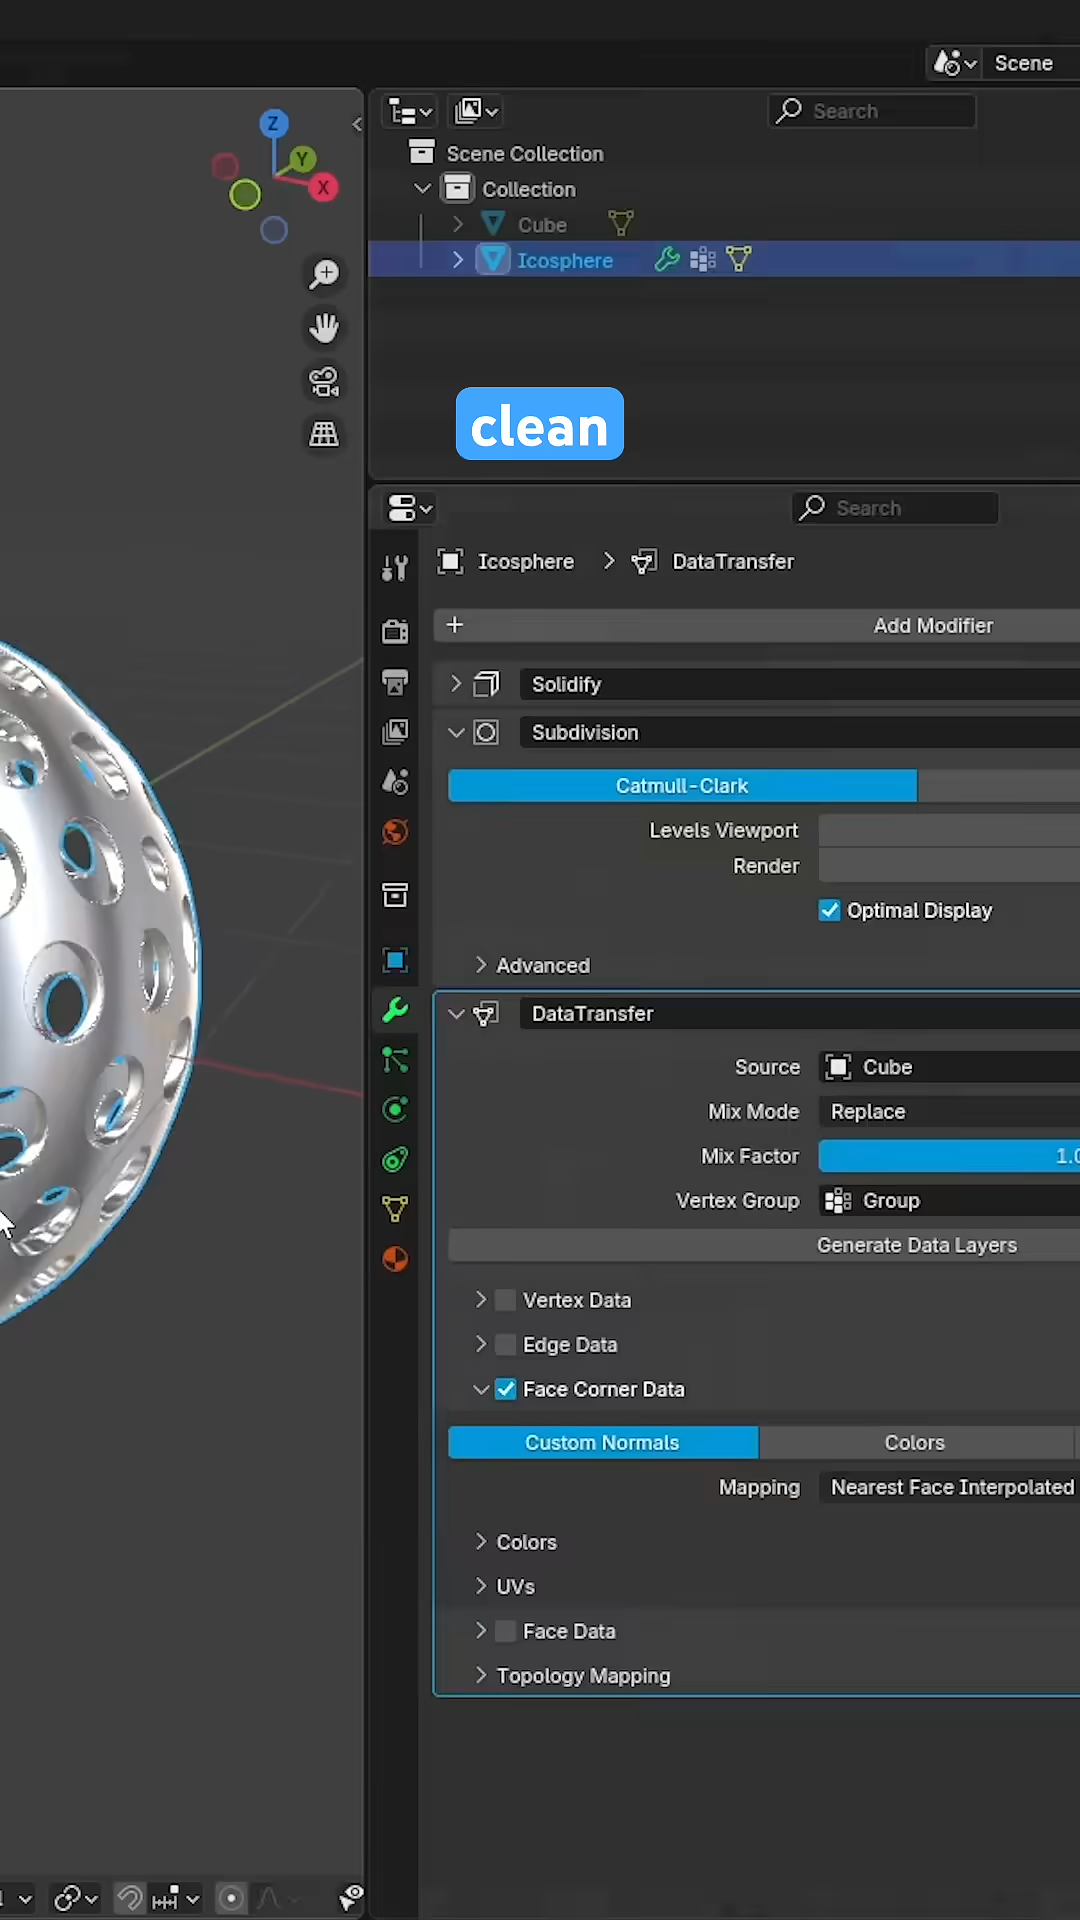 Scene
Z
Y
X
Search
Scene Collection
Collection
Cube
Icosphere
clean
Search
Icosphere > DataTransfer
+ Add Modifier
Solidify
Subdivision
Catmull-Clark
Levels Viewport
Render
Optimal Display
Advanced
DataTransfer
Source Cube
Mix Mode Replace
Mix Factor 1.0
Vertex Group Group
Generate Data Layers
Vertex Data
Edge Data
Face Corner Data
Custom Normals Colors
Mapping Nearest Face Interpolated
Colors
UVs
Face Data
Topology Mapping